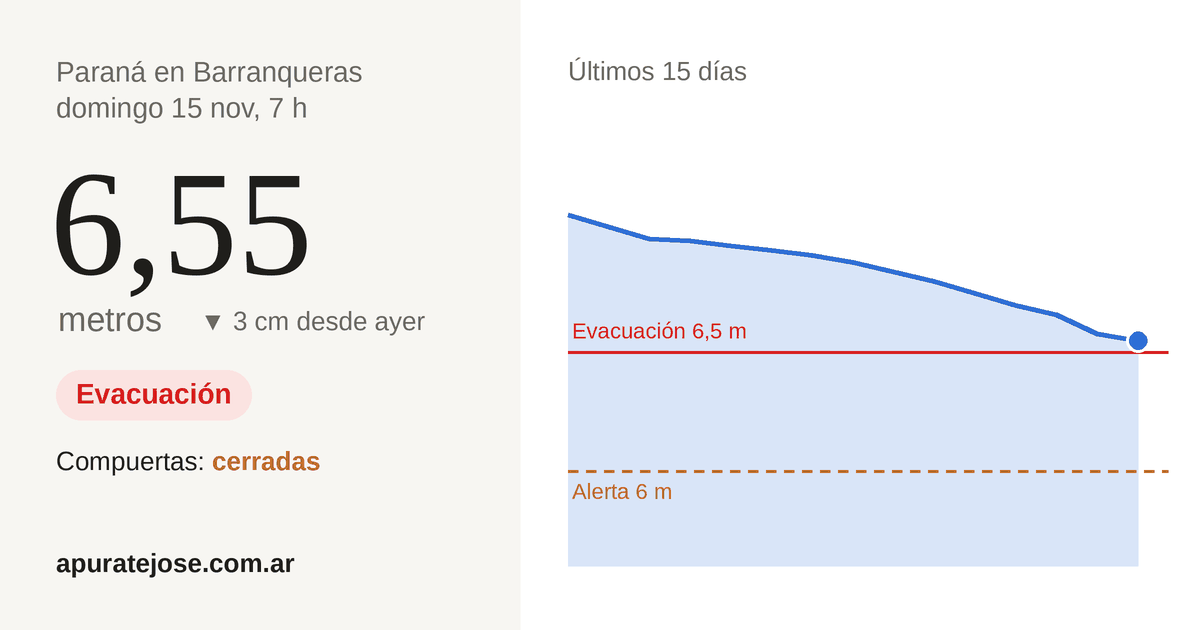 Paraná en Barranqueras
domingo 15 nov, 7 h
6,55
metros ▼ 3 cm desde ayer
Evacuación
Compuertas: cerradas
apuratejose.com.ar
Últimos 15 días
Evacuación 6,5 m
Alerta 6 m